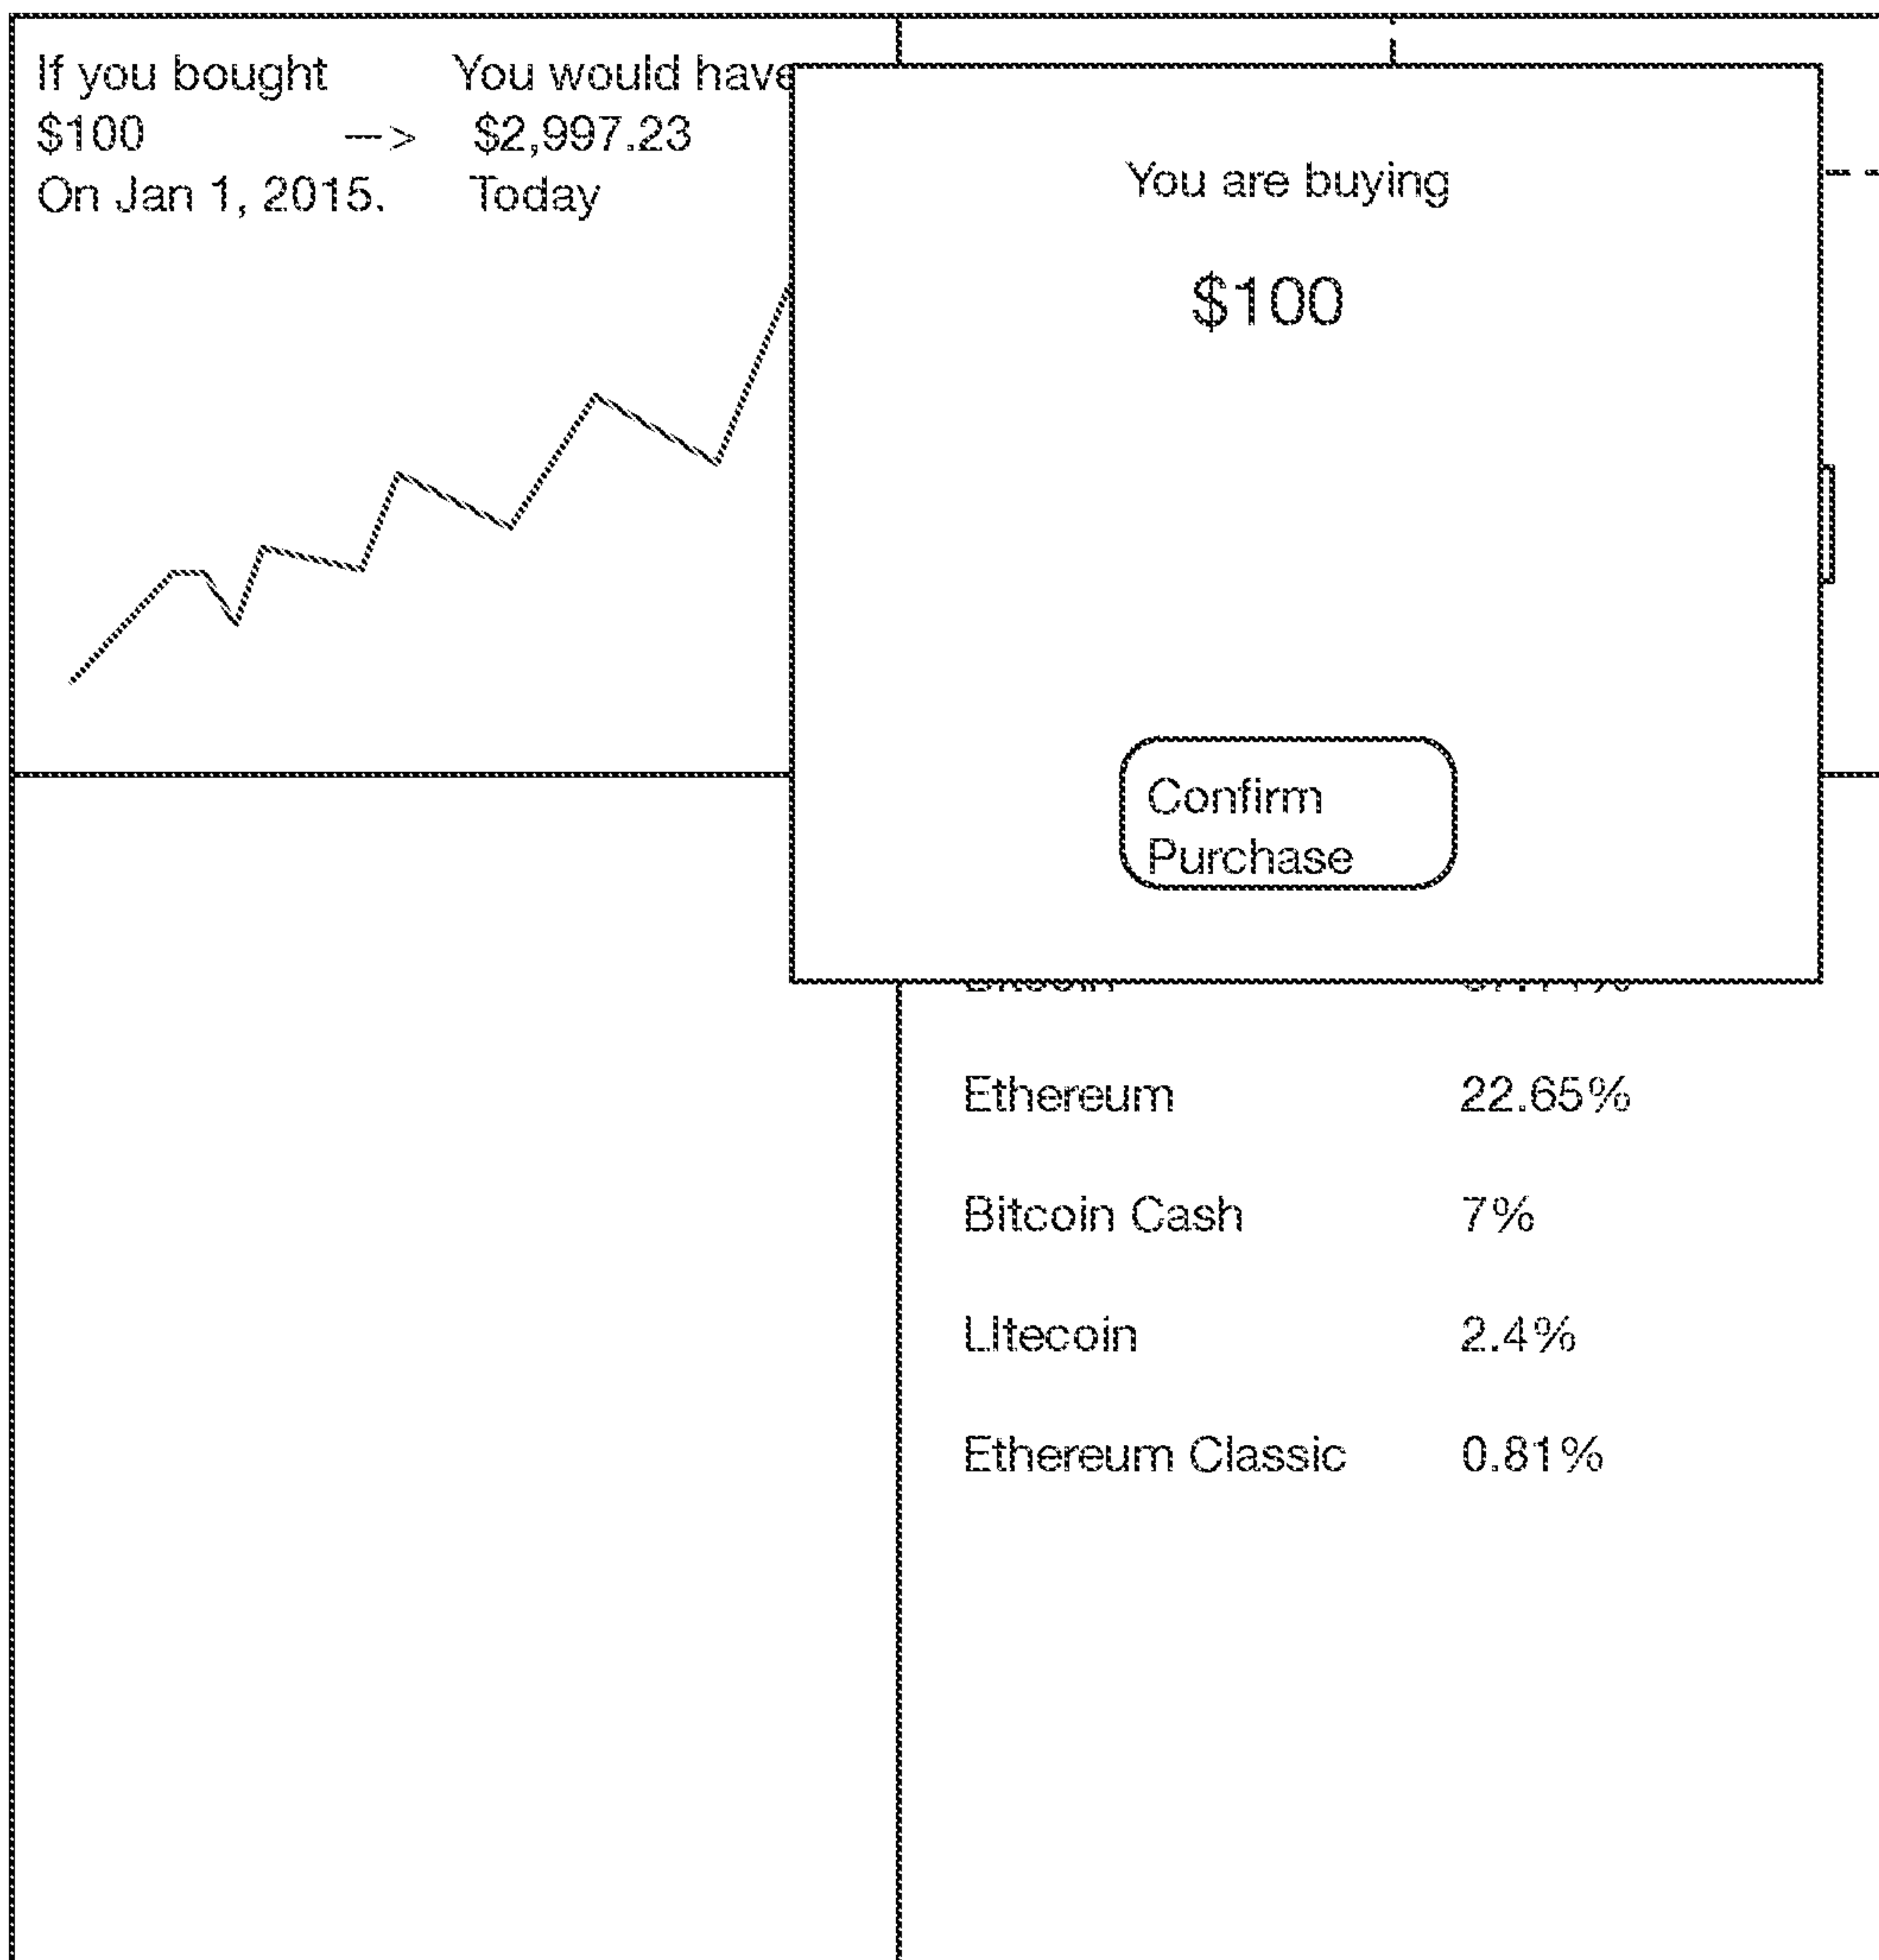 If you bought You would have
$100 —> $2,997.23
On Jan 1, 2015. Today
You are buying
$100
Confirm
Purchase
Ethereum 22.65%
Bitcoin Cash 7%
LItecoin 2.4%
Ethereum Classic 0.81%